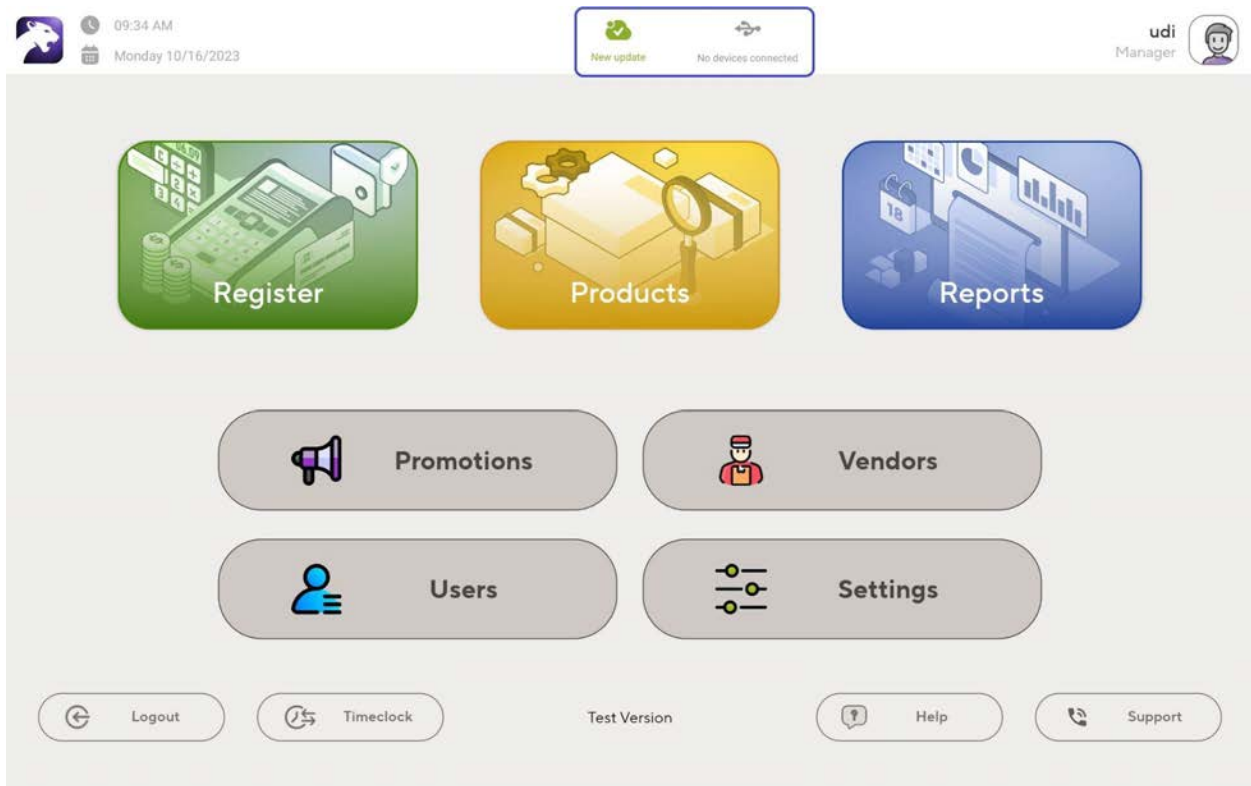 09:34 AM
Monday 10/16/2023
New update
No devices connected
udi
Manager
Register
Products
18
Reports
Promotions
Vendors
Users
Settings
Logout
Timeclock
Test Version
Help
Support